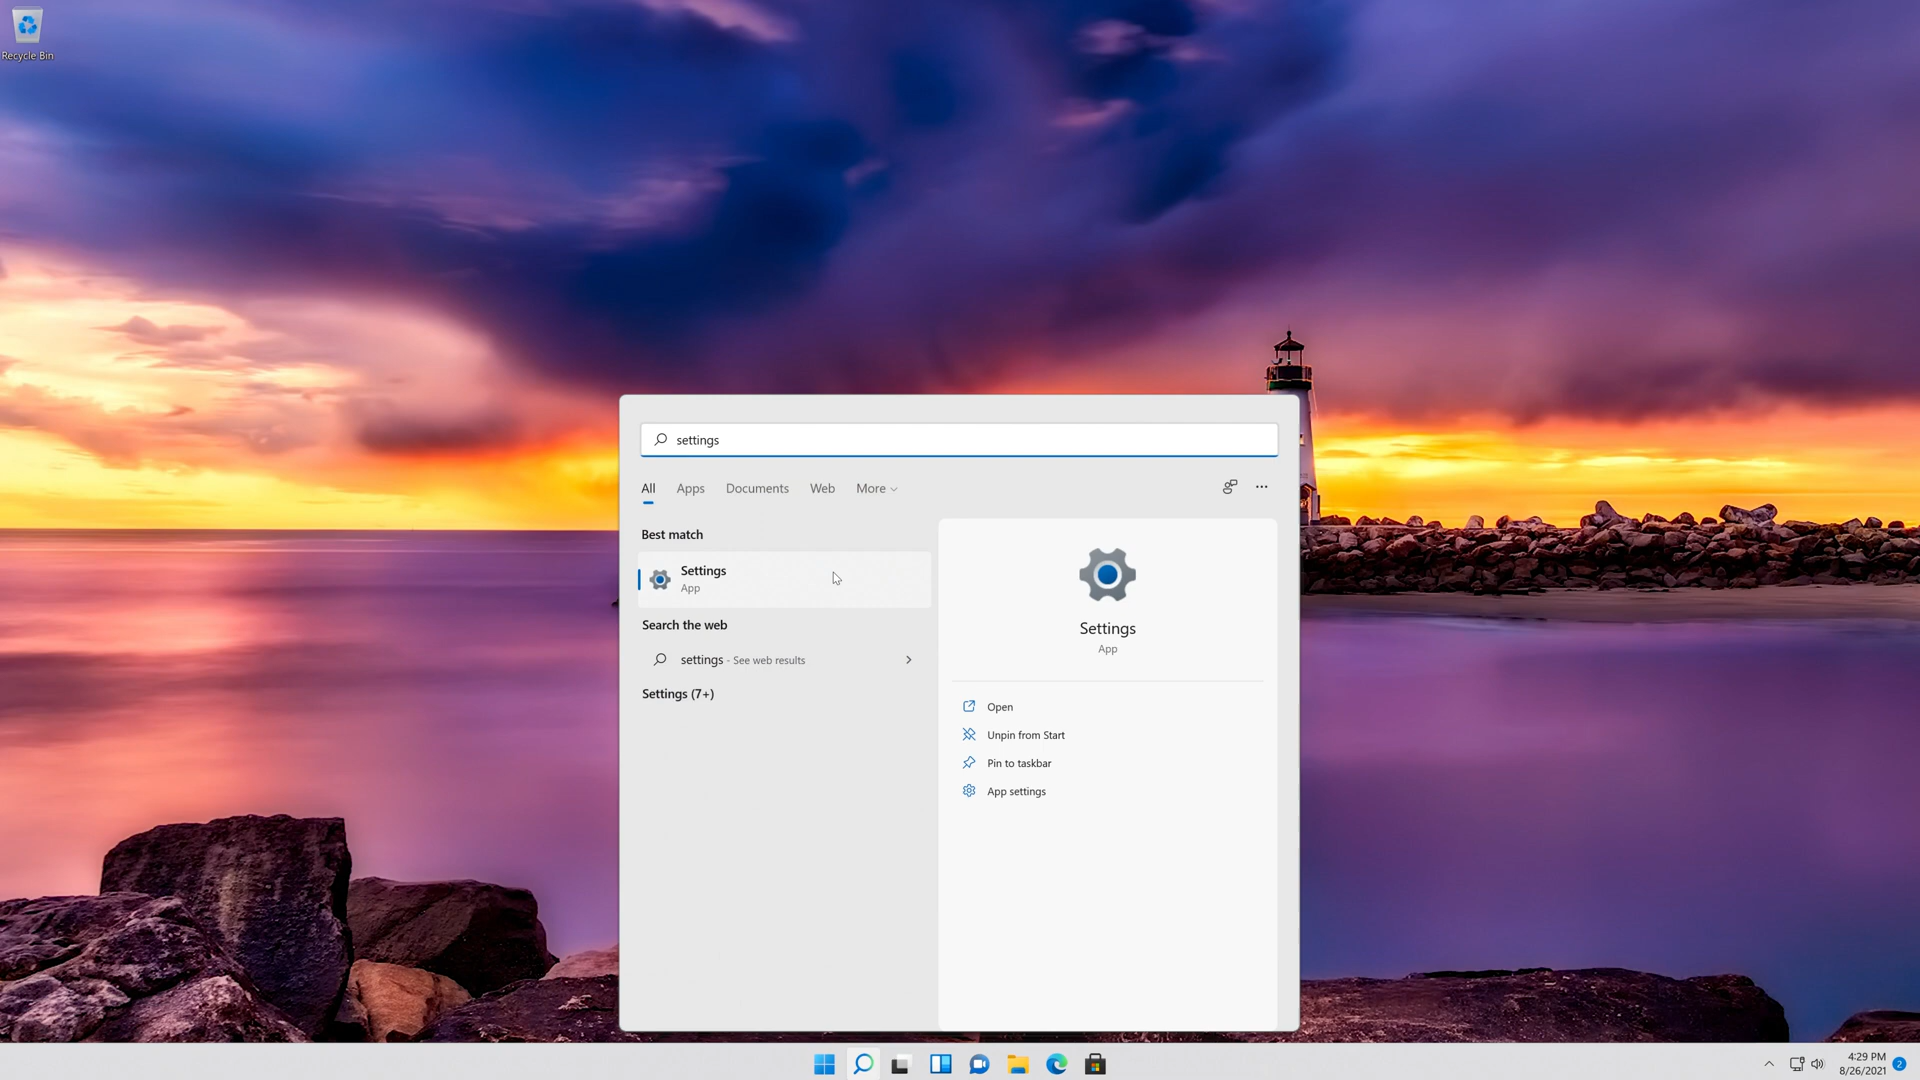 Recycle Bin
settings
All Apps Documents Web More
Best match
Settings
App
Search the web
settings - See web results
Settings (7+)
Settings
App
Open
Unpin from Start
Pin to taskbar
App settings
4:29 PM
8/26/2021
2